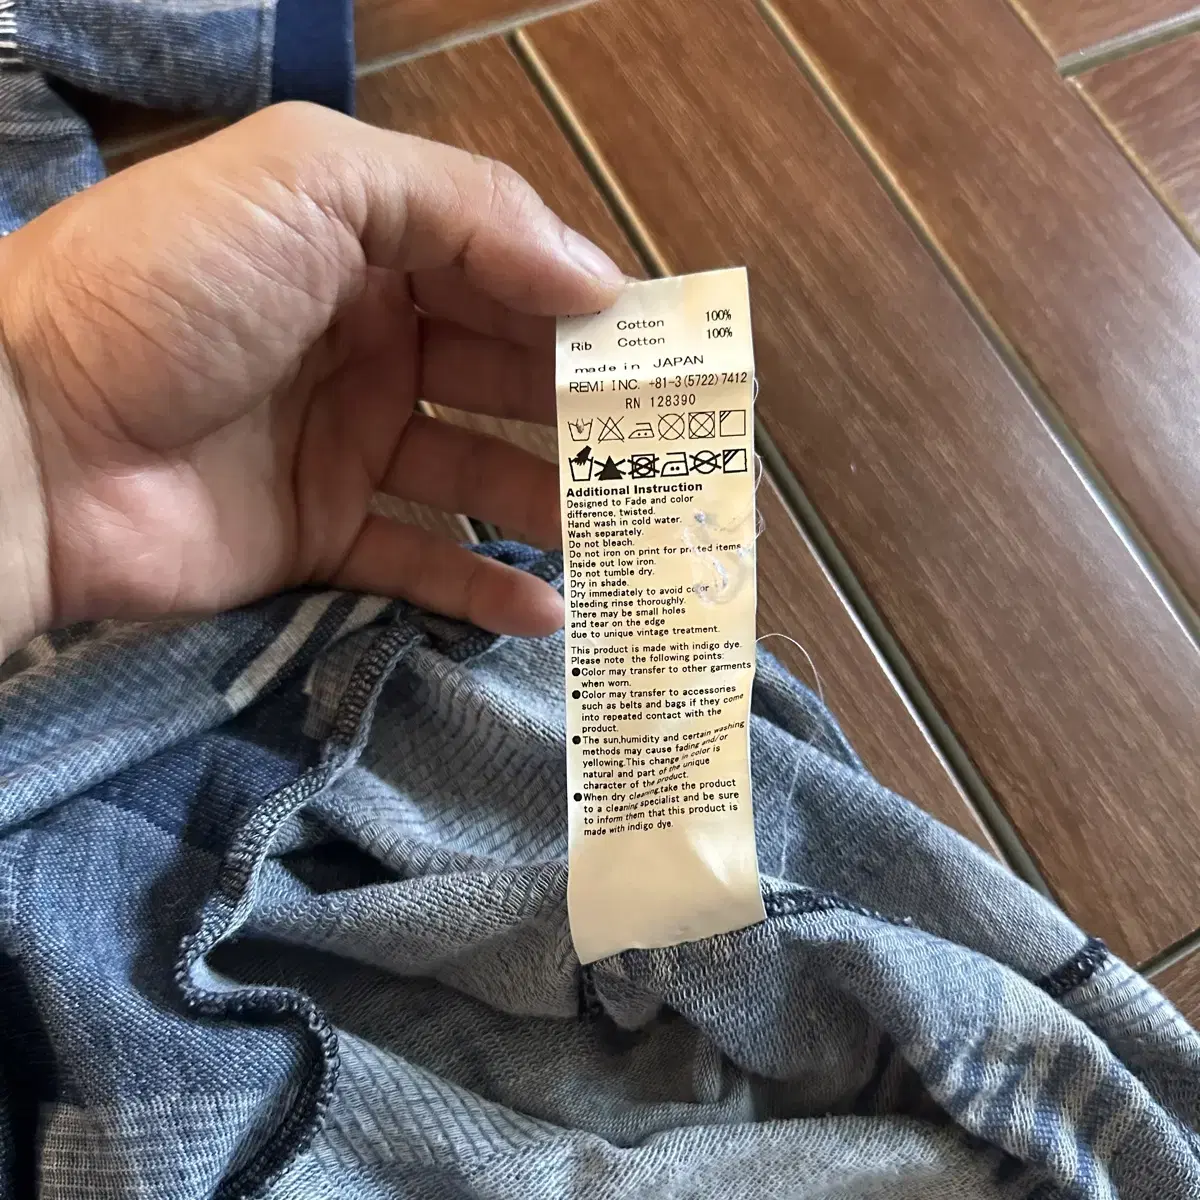 Cotton 100%
Rib Cotton 100%
made in JAPAN
REMI INC. +81-3(5722)7412
RN 128390
Additional Instruction
Designed to Fade and color
difference, twisted.
Hand wash in cold water.
Wash separately.
Do not bleach.
Do not iron on print for printed items.
Inside out low iron.
Do not tumble dry.
Dry in shade.
Dry immediately to avoid color
bleeding rinse thoroughly.
There may be small holes
and tear on the edge
due to unique vintage treatment.
This product is made with indigo dye.
Please note the following points:
●Color may transfer to other garments
when worn.
●Color may transfer to accessories
such as belts and bags if they come
into repeated contact with the
product.
●The sun,humidity and certain washing
methods may cause fading and/or
yellowing.This change in color is
natural and part of the unique
character of the product.
●When dry cleaning,take the product
to a cleaning specialist and be sure
to inform them that this product is
made with indigo dye.